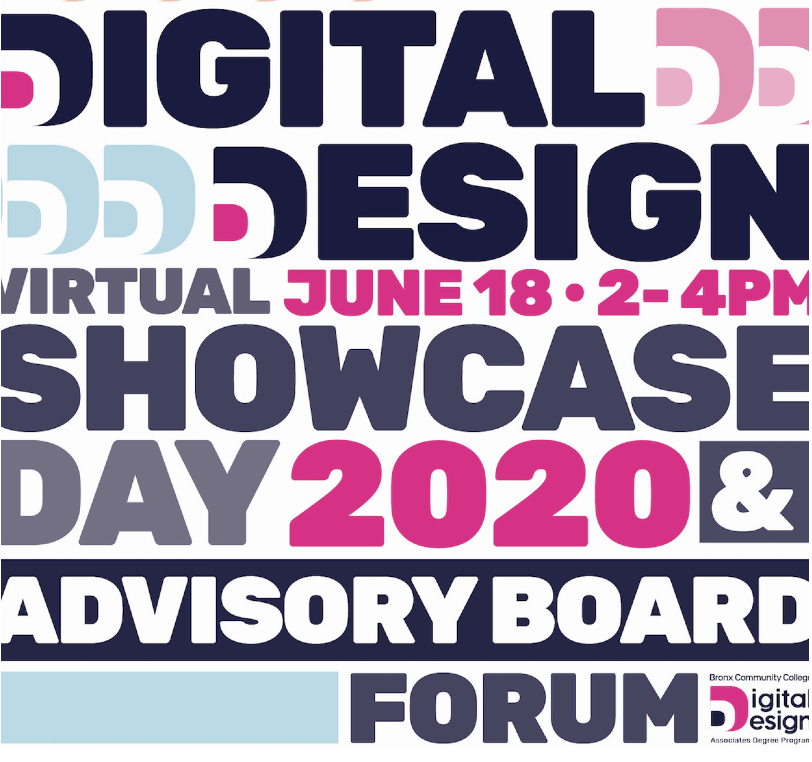 DIGITAL
DESIGN
VIRTUAL JUNE 18 • 2- 4PM
SHOWCASE
DAY 2020 &
ADVISORY BOARD
FORUM
Bronx Community College
Digital
Design
Associates Degree Program